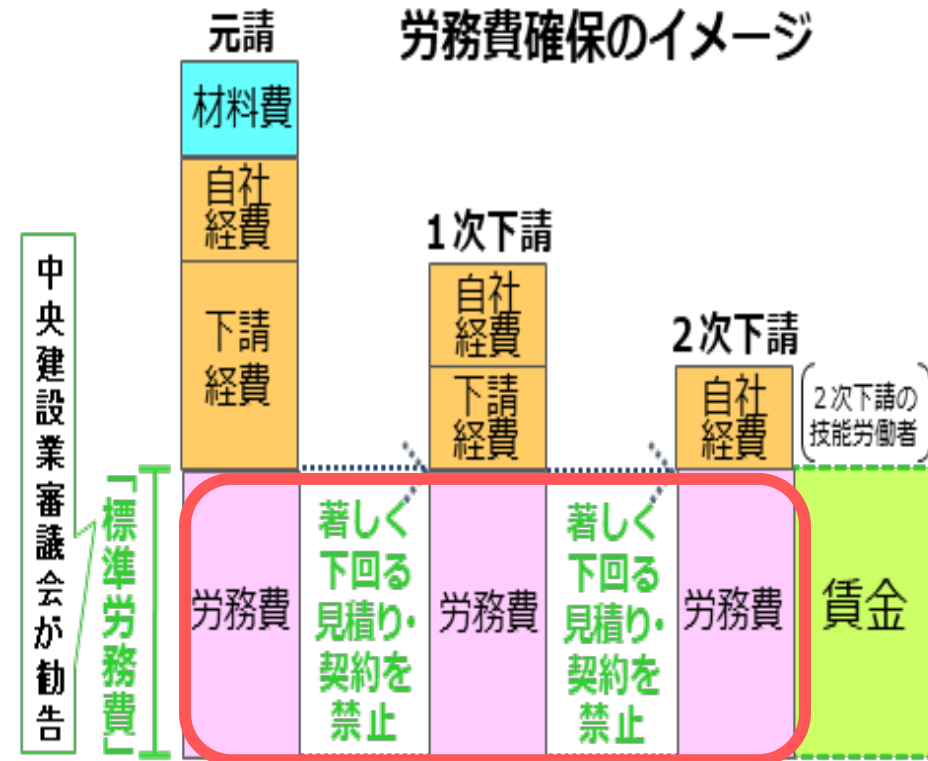 労務費確保のイメージ
元請
材料費
自社
経費
下請
経費
労務費
1次下請
自社
経費
下請
経費
労務費
2次下請
自社
経費
労務費
2次下請の
技能労働者
賃金
著しく
下回る
見積り・
契約を
禁止
著しく
下回る
見積り・
契約を
禁止
中央建設業審議会が勧告
「標準労務費」